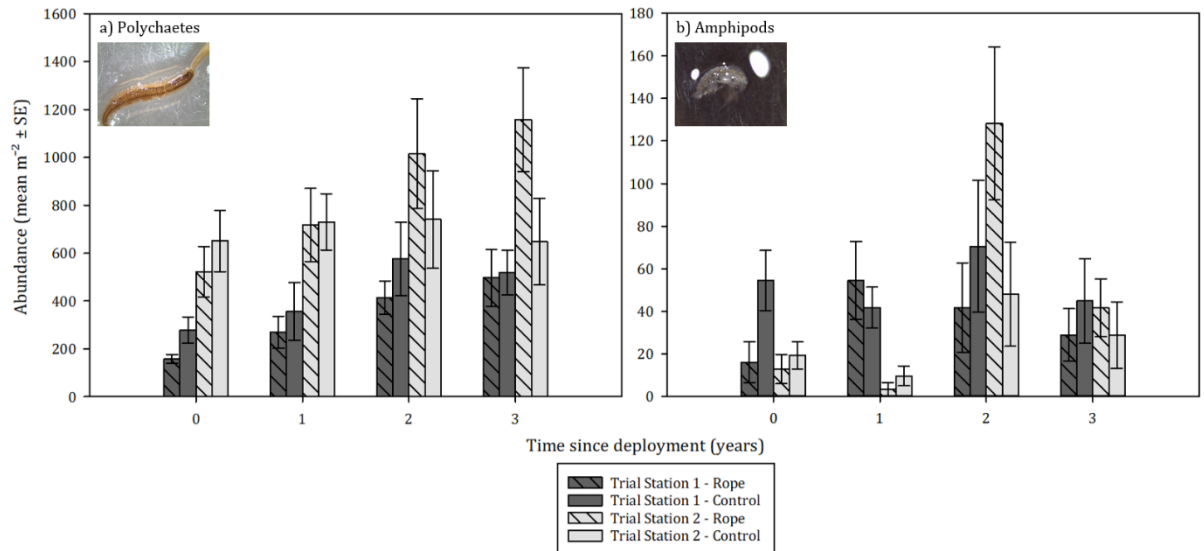 a) Polychaetes
1600
1400
1200
1000
800
600
400
200
0
0 1 2 3
Abundance (mean m⁻² ± SE)
b) Amphipods
180
160
140
120
100
80
60
40
20
0
0 1 2 3
Time since deployment (years)
Trial Station 1 - Rope
Trial Station 1 - Control
Trial Station 2 - Rope
Trial Station 2 - Control